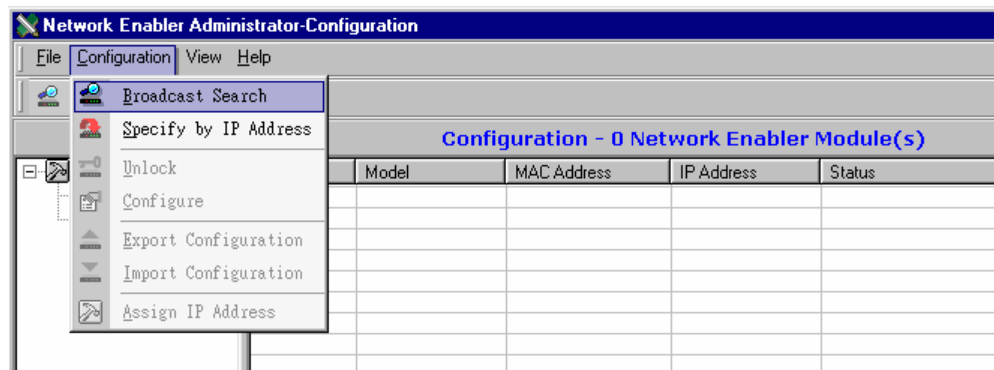 Network Enabler Administrator-Configuration
File Configuration View Help
Broadcast Search
Specify by IP Address
Unlock
Configure
Export Configuration
Import Configuration
Assign IP Address
Configuration - 0 Network Enabler Module(s)
Model MAC Address IP Address Status